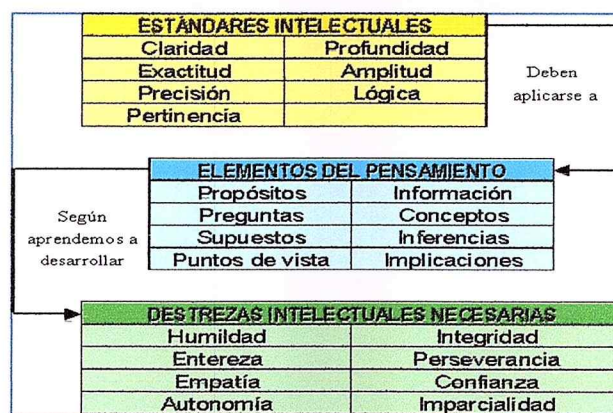 ESTÁNDARES INTELECTUALES
Claridad Profundidad
Exactitud Amplitud
Precisión Lógica
Pertinencia
Deben
aplicarse a
ELEMENTOS DEL PENSAMIENTO
Propósitos Información
Preguntas Conceptos
Supuestos Inferencias
Puntos de vista Implicaciones
Según
aprendemos a
desarrollar
DESTREZAS INTELECTUALES NECESARIAS
Humildad Integridad
Entereza Perseverancia
Empatía Confianza
Autonomía Imparcialidad